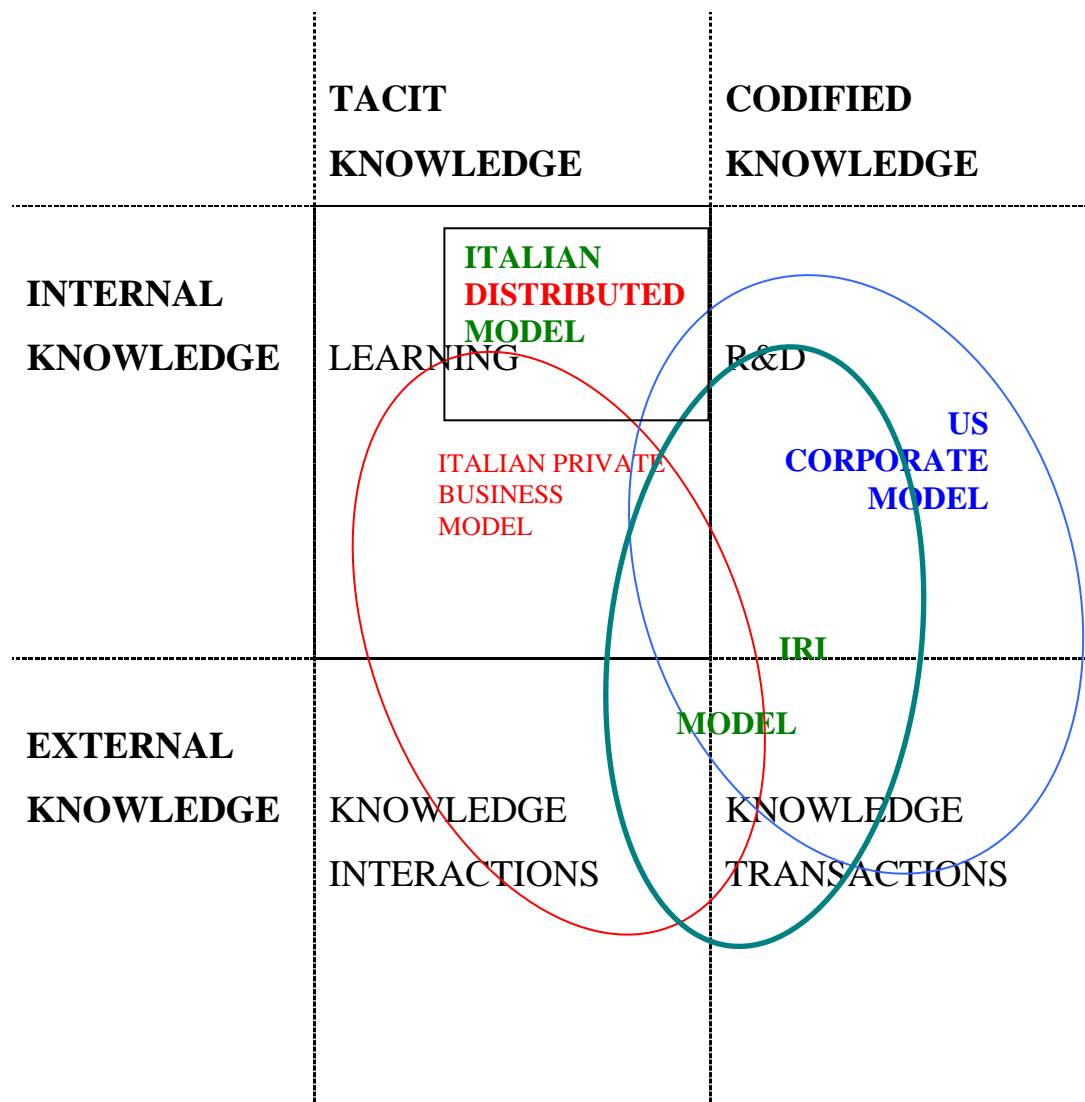 TACIT
KNOWLEDGE
CODIFIED
KNOWLEDGE
INTERNAL
KNOWLEDGE
ITALIAN
DISTRIBUTED
MODEL
LEARNING
R&D
US
CORPORATE
MODEL
ITALIAN PRIVATE
BUSINESS
MODEL
IRI
MODEL
EXTERNAL
KNOWLEDGE
KNOWLEDGE
INTERACTIONS
KNOWLEDGE
TRANSACTIONS